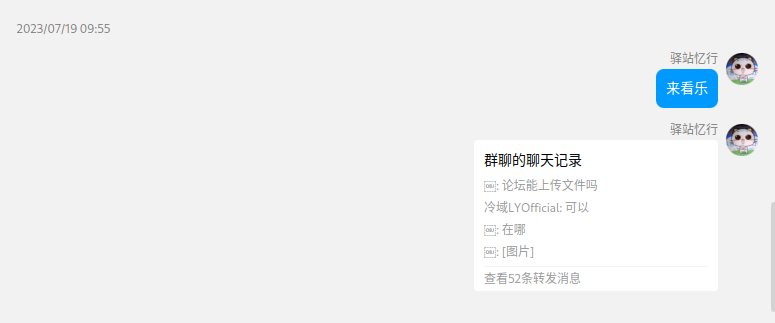 2023/07/19 09:55
驿站忆行
来看乐
驿站忆行
群聊的聊天记录
￼: 论坛能上传文件吗
冷域LYOfficial: 可以
￼: 在哪
￼: [图片]
查看52条转发消息